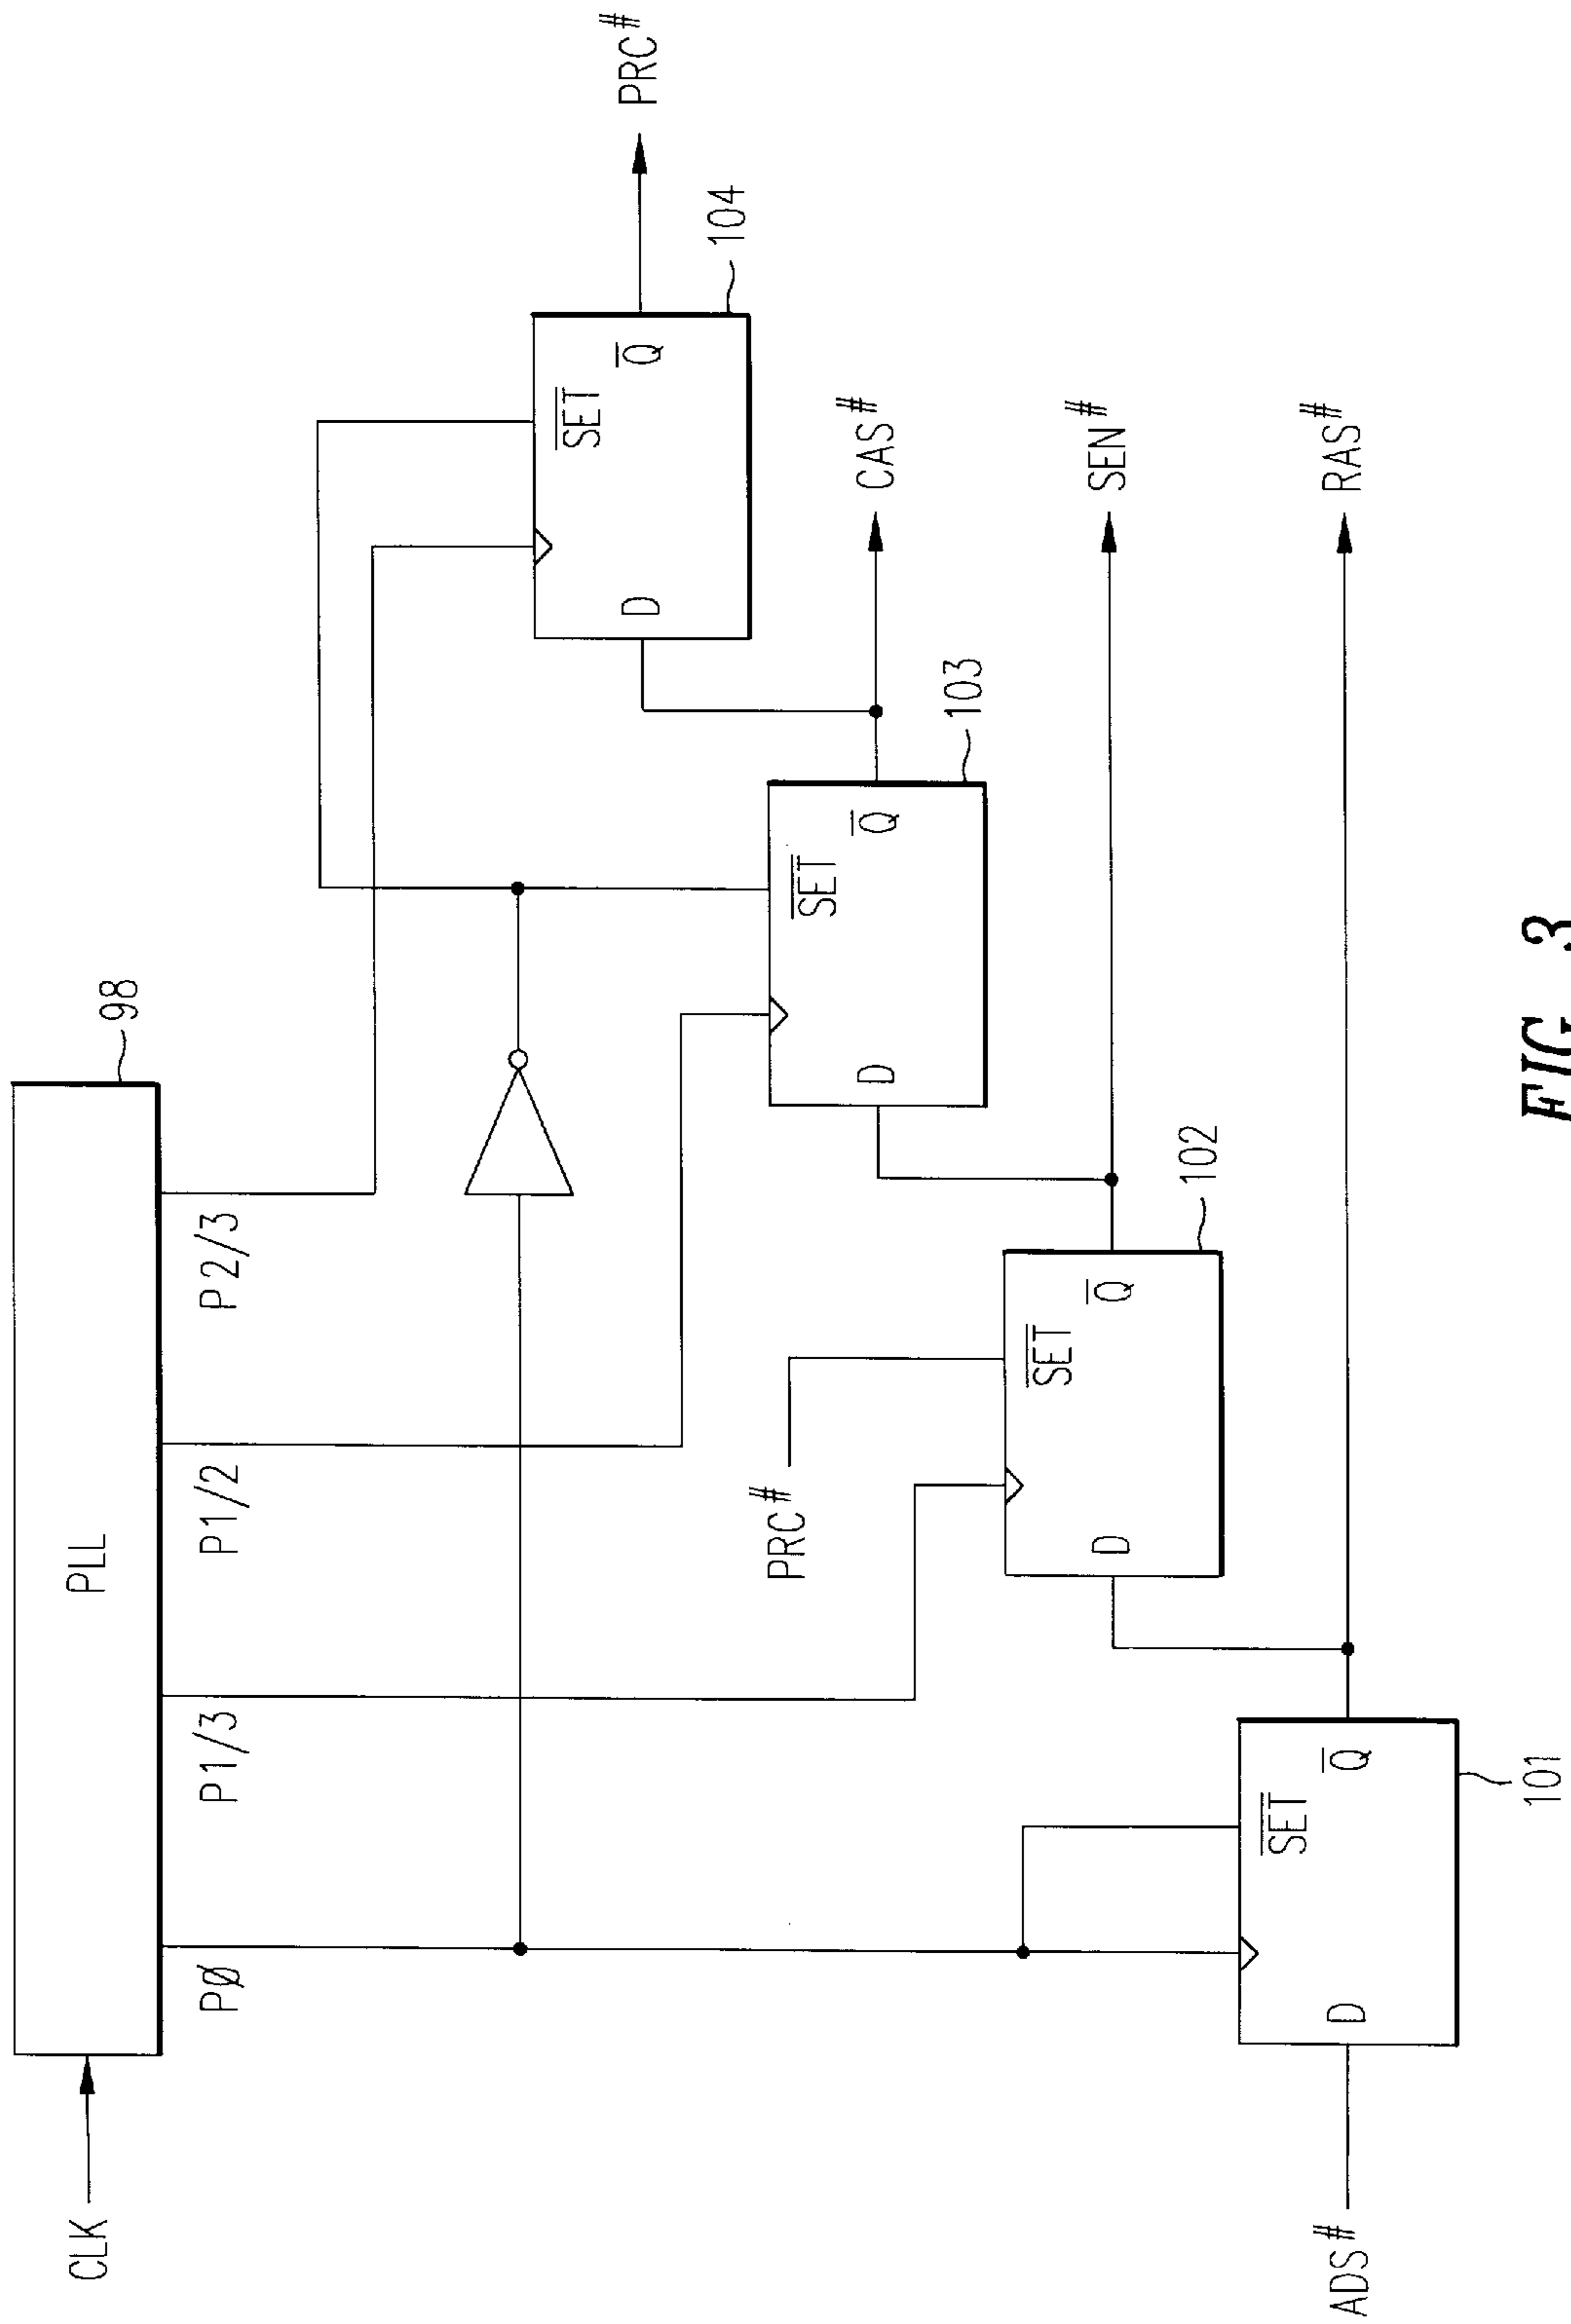 CLK
PLL
98
PØ
P1/3
P1/2
P2/3
PRC#
D
SET
Q
104
PRC#
D
SET
Q
103
CAS#
D
SET
Q
102
SEN#
ADS#
D
SET
Q
101
RAS#
FIG. 3